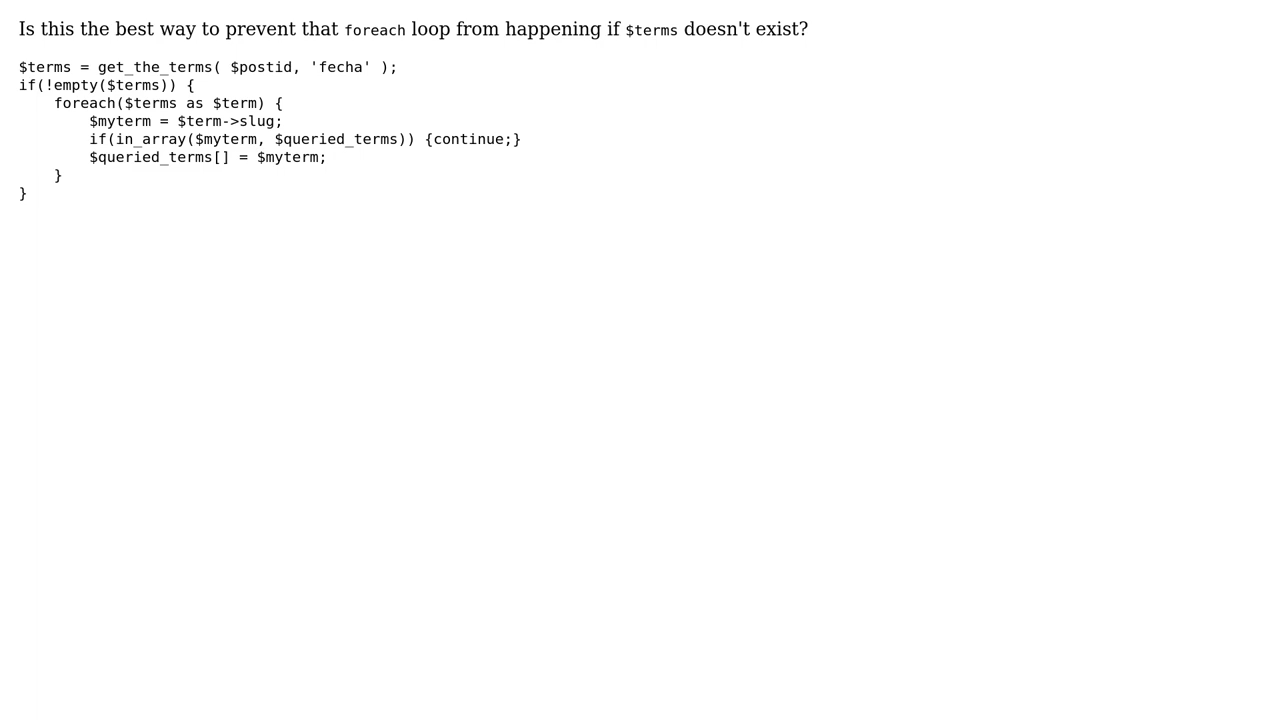 Is this the best way to prevent that foreach loop from happening if $terms doesn't exist?
$terms = get_the_terms( $postid, 'fecha' );
if(!empty($terms)) {
    foreach($terms as $term) {
        $myterm = $term->slug;
        if(in_array($myterm, $queried_terms)) {continue;}
        $queried_terms[] = $myterm;
    }
}